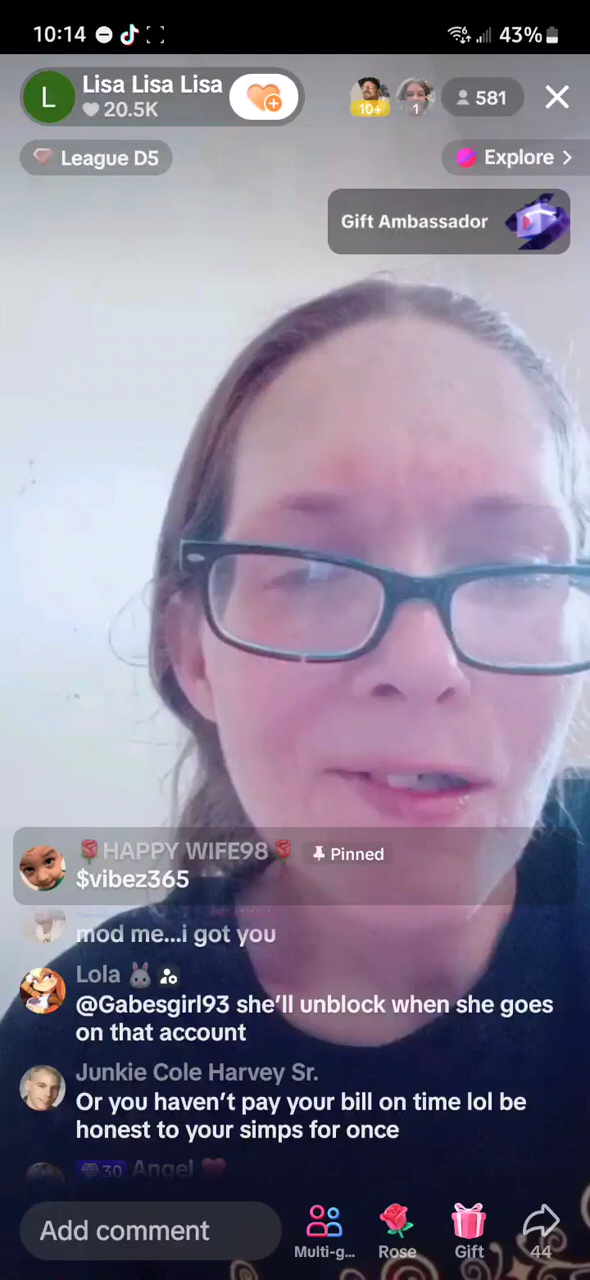 10:14
43%
L
Lisa Lisa Lisa
20.5K
10+
1
581
League D5
Explore >
Gift Ambassador
🌹HAPPY WIFE98🌹 Pinned
$vibez365
mod me...i got you
Lola 🐰
@Gabesgirl93 she'll unblock when she goes
on that account
Junkie Cole Harvey Sr.
Or you haven't pay your bill on time lol be
honest to your simps for once
30 Angel
Add comment
Multi-g...
Rose
Gift
44